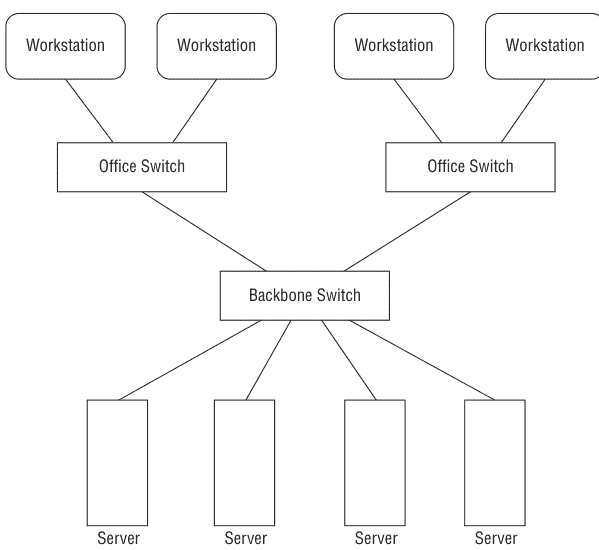 Workstation
Workstation
Workstation
Workstation
Office Switch
Office Switch
Backbone Switch
Server
Server
Server
Server